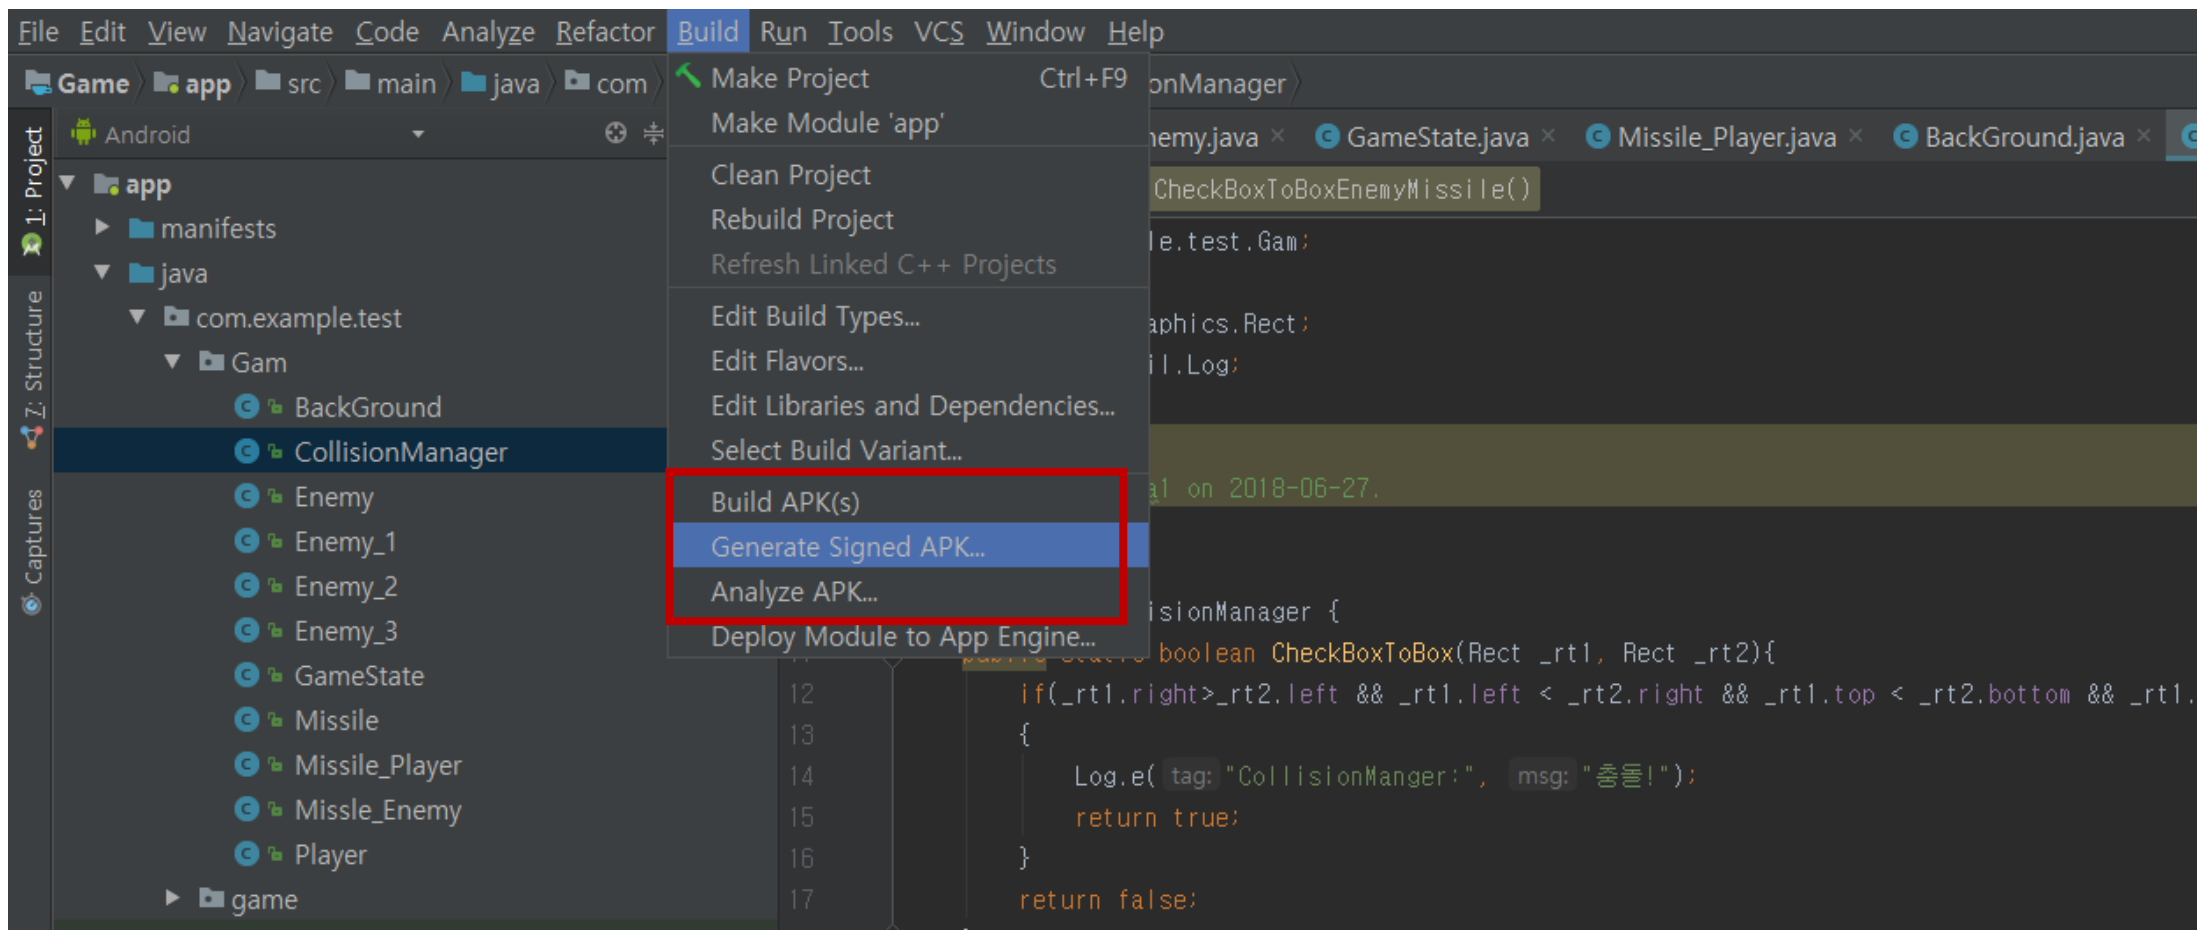 File Edit View Navigate Code Analyze Refactor Build Run Tools VCS Window Help
Game app src main java com onManager
Android
1: Project
7: Structure
Captures
app
manifests
java
com.example.test
Gam
BackGround
CollisionManager
Enemy
Enemy_1
Enemy_2
Enemy_3
GameState
Missile
Missile_Player
Missle_Enemy
Player
game
Make Project Ctrl+F9
Make Module 'app'
Clean Project
Rebuild Project
Refresh Linked C++ Projects
Edit Build Types...
Edit Flavors...
Edit Libraries and Dependencies...
Select Build Variant...
Build APK(s)
Generate Signed APK...
Analyze APK...
Deploy Module to App Engine...
nemy.java GameState.java Missile_Player.java BackGround.java
CheckBoxToBoxEnemyMissile()
le.test.Gam;
aphics.Rect;
il.Log;
a1 on 2018-06-27.
isionManager {
public static boolean CheckBoxToBox(Rect _rt1, Rect _rt2){
12 if(_rt1.right>_rt2.left && _rt1.left < _rt2.right && _rt1.top < _rt2.bottom && _rt1.
13 {
14 Log.e( tag: "CollisionManger:", msg: "충돌!");
15 return true;
16 }
17 return false;